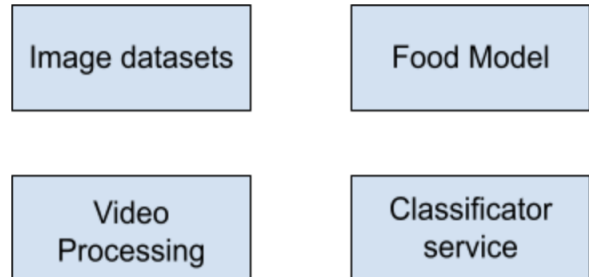 Image datasets
Food Model
Video
Processing
Classificator
service